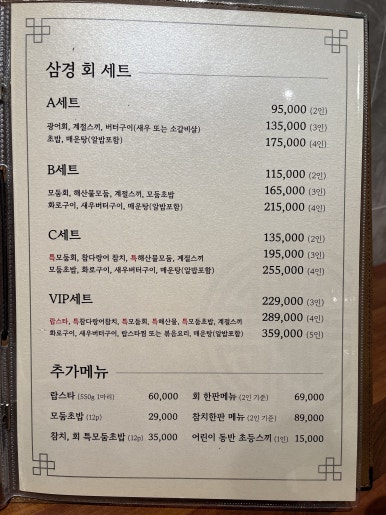 삼경 회 세트
A세트
95,000 (2인)
광어회, 계절스끼, 버터구이(새우 또는 소갈비살) 135,000 (3인)
초밥, 매운탕(알밥포함) 175,000 (4인)
B세트
115,000 (2인)
모둠회, 해산물모둠, 계절스끼, 모둠초밥 165,000 (3인)
화로구이, 새우버터구이, 매운탕(알밥포함) 215,000 (4인)
C세트
135,000 (2인)
특모둠회, 참다랑어 참치, 특해산물모둠, 계절스끼 195,000 (3인)
모둠초밥, 화로구이, 새우버터구이, 매운탕(알밥포함) 255,000 (4인)
VIP세트
229,000 (3인)
랍스타, 특참다랑어참치, 특모둠회, 특해산물, 특모둠초밥, 계절스끼 289,000 (4인)
화로구이, 새우버터구이, 랍스타찜 또는 볶음요리, 매운탕(알밥포함) 359,000 (5인)
추가메뉴
랍스타 (550g 1마리) 60,000 회 한판메뉴 (2인 기준) 69,000
모둠초밥 (12p) 29,000 참치한판 메뉴 (2인 기준) 89,000
참치, 회 특모둠초밥 (12p) 35,000 어린이 동반 초등스끼 (1인) 15,000